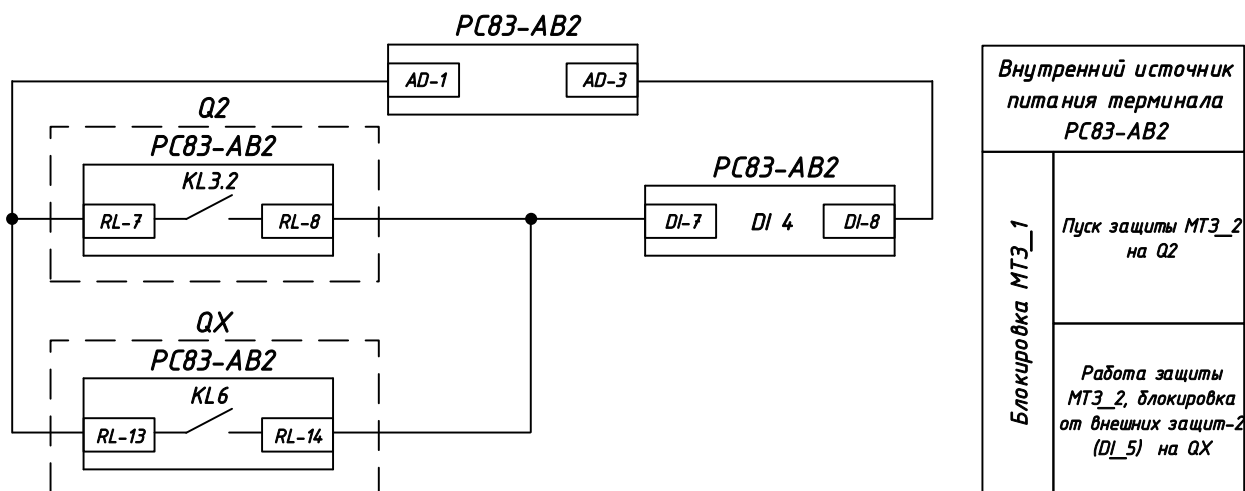 РС83-АВ2
AD-1
AD-3
Q2
РС83-АВ2
KL3.2
RL-7
RL-8
РС83-АВ2
DI-7
DI 4
DI-8
QX
РС83-АВ2
KL6
RL-13
RL-14
Внутренний источник
питания терминала
РС83-АВ2
Блокировка МТЗ_1
Пуск защиты МТЗ_2
на Q2
Работа защиты
МТЗ_2, блокировка
от внешних защит-2
(DI_5) на QX